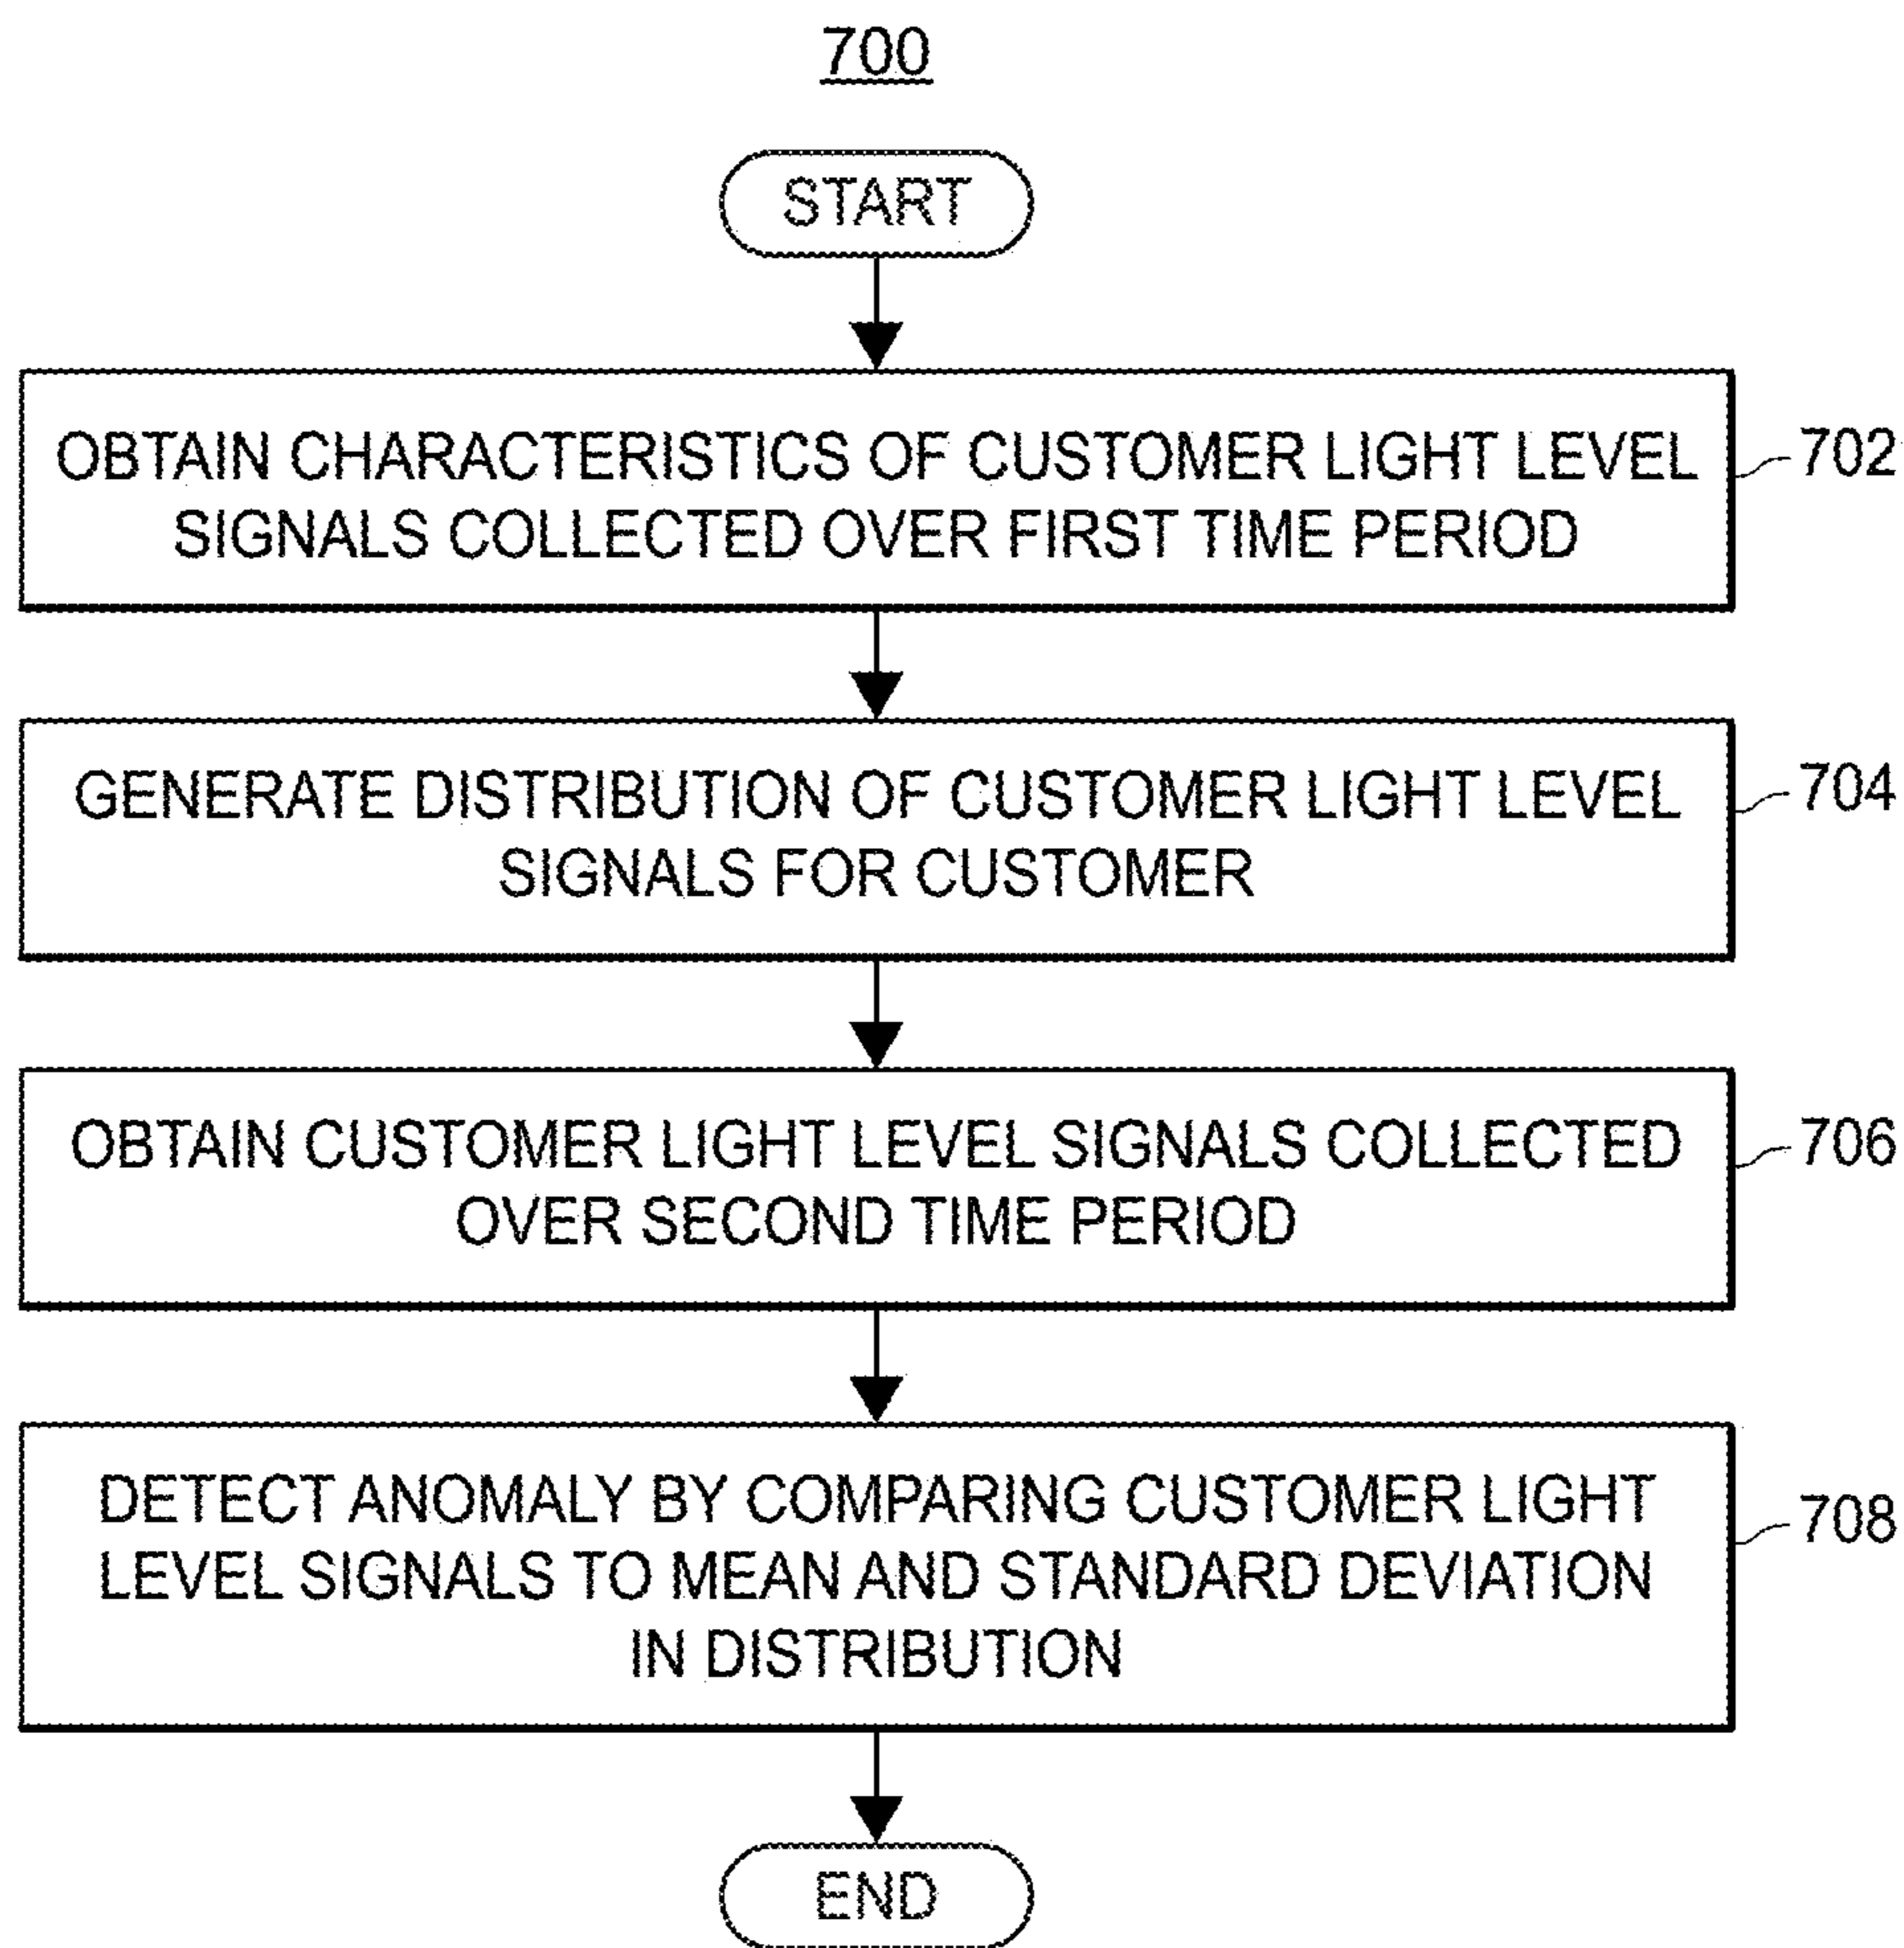 700
START
OBTAIN CHARACTERISTICS OF CUSTOMER LIGHT LEVEL
SIGNALS COLLECTED OVER FIRST TIME PERIOD
702
GENERATE DISTRIBUTION OF CUSTOMER LIGHT LEVEL
SIGNALS FOR CUSTOMER
704
OBTAIN CUSTOMER LIGHT LEVEL SIGNALS COLLECTED
OVER SECOND TIME PERIOD
706
DETECT ANOMALY BY COMPARING CUSTOMER LIGHT
LEVEL SIGNALS TO MEAN AND STANDARD DEVIATION
IN DISTRIBUTION
708
END